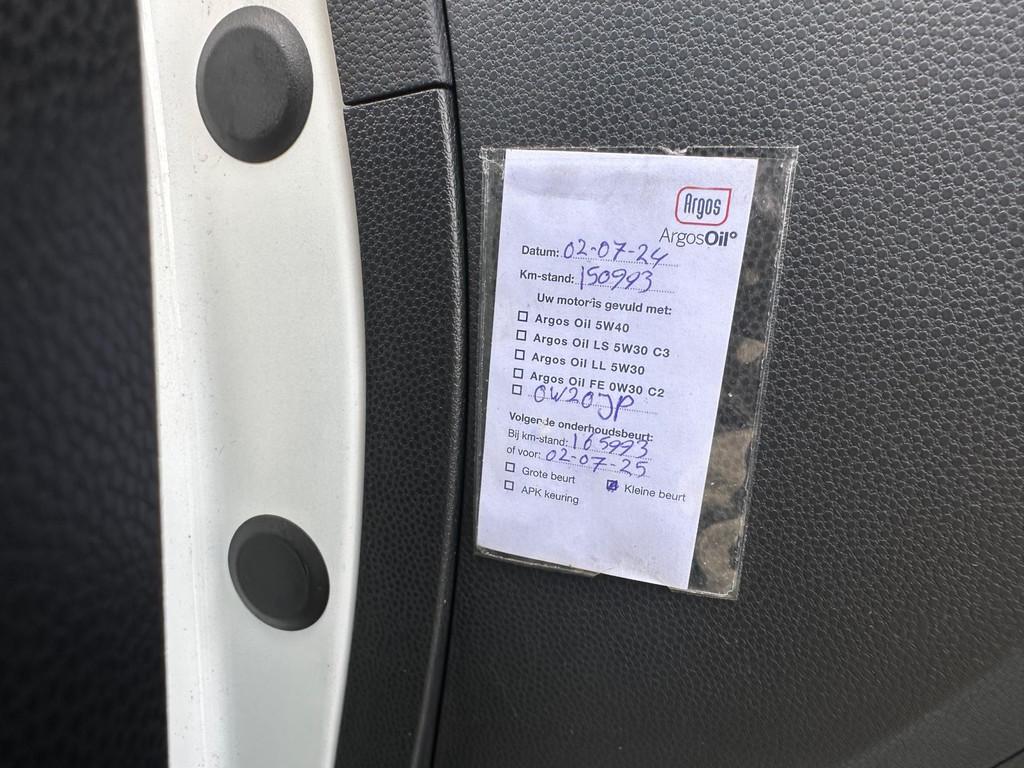 Argos
ArgosOil°
Datum: 02-07-24
Km-stand: 150993
Uw motor is gevuld met:
Argos Oil 5W40
Argos Oil LS 5W30 C3
Argos Oil LL 5W30
Argos Oil FE 0W30 C2
0W20JP
Volgende onderhoudsbeurt:
Bij km-stand: 165993
of voor: 02-07-25
Grote beurt Kleine beurt
APK keuring